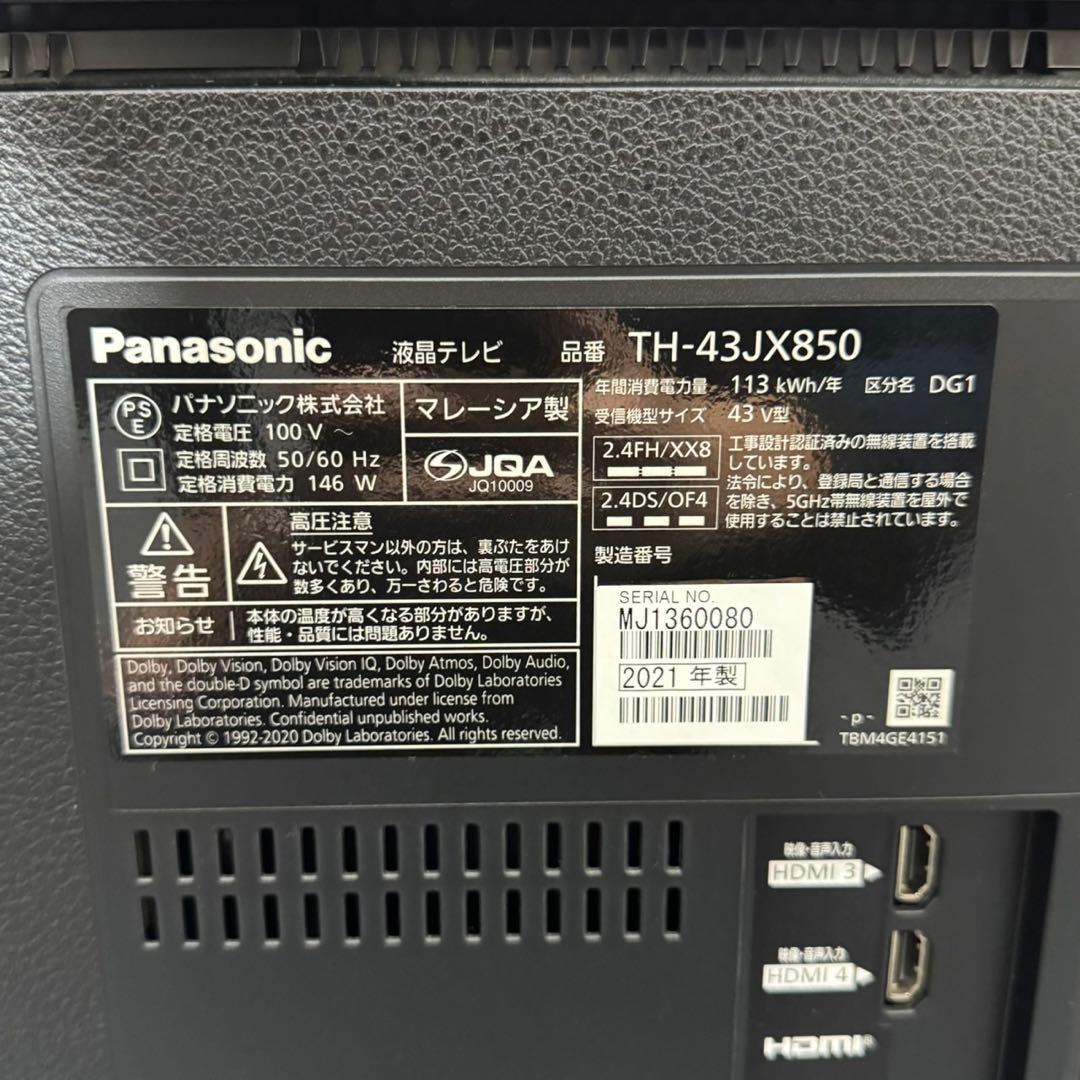 Panasonic 液晶テレビ 品番 TH-43JX850
PS
E
パナソニック株式会社
定格電圧 100 V ～
定格周波数 50/60 Hz
定格消費電力 146 W
マレーシア製
JQA
JQ10009
年間消費電力量 113 kWh/年 区分名 DG1
受信機型サイズ 43 V型
2.4FH/XX8
2.4DS/OF4
工事設計認証済みの無線装置を搭載
しています。
法令により、登録局と通信する場合
を除き、5GHz帯無線装置を屋外で
使用することは禁止されています。
警告
高圧注意
サービスマン以外の方は、裏ぶたをあけ
ないでください。内部には高電圧部分が
数多くあり、万一さわると危険です。
お知らせ
本体の温度が高くなる部分がありますが、
性能・品質には問題ありません。
Dolby, Dolby Vision, Dolby Vision IQ, Dolby Atmos, Dolby Audio,
and the double-D symbol are trademarks of Dolby Laboratories
Licensing Corporation. Manufactured under license from
Dolby Laboratories. Confidential unpublished works.
Copyright © 1992-2020 Dolby Laboratories. All rights reserved.
製造番号
SERIAL NO.
MJ1360080
2021 年製
-p-
TBM4GE4151
映像・音声入力
HDMI 3
映像・音声入力
HDMI 4
HDMI®